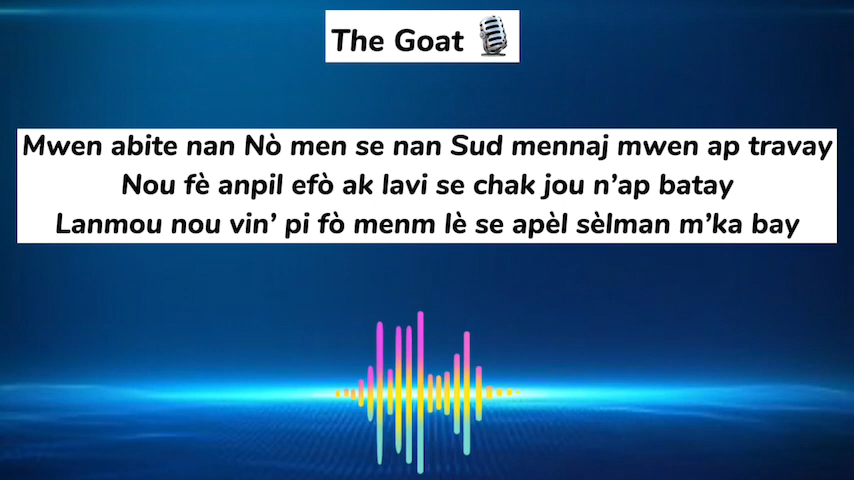 The Goat
Mwen abite nan Nò men se nan Sud mennaj mwen ap travay
Nou fè anpil efò ak lavi se chak jou n’ap batay
Lanmou nou vin’ pi fò menm lè se apèl sèlman m’ka bay